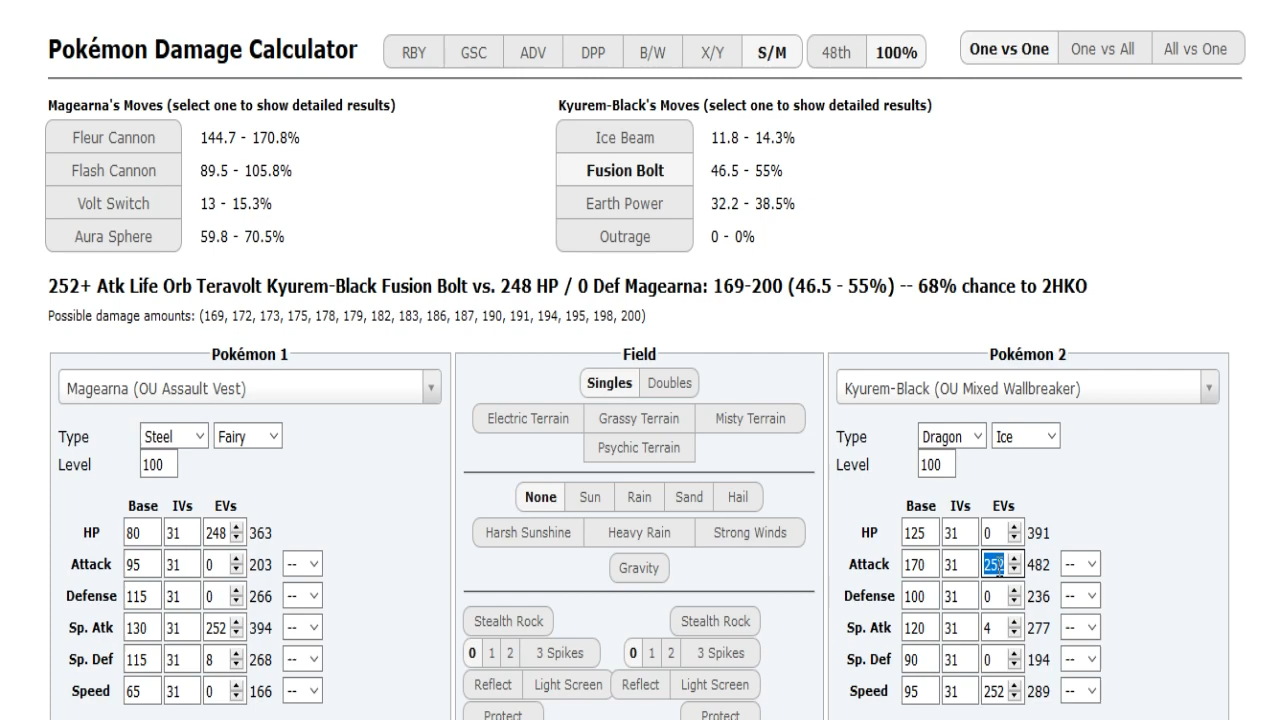 Pokémon Damage Calculator RBY GSC ADV DPP B/W X/Y S/M 48th 100% One vs One One vs All All vs One
Magearna's Moves (select one to show detailed results) Kyurem-Black's Moves (select one to show detailed results)
Fleur Cannon 144.7 - 170.8% Ice Beam 11.8 - 14.3%
Flash Cannon 89.5 - 105.8% Fusion Bolt 46.5 - 55%
Volt Switch 13 - 15.3% Earth Power 32.2 - 38.5%
Aura Sphere 59.8 - 70.5% Outrage 0 - 0%
252+ Atk Life Orb Teravolt Kyurem-Black Fusion Bolt vs. 248 HP / 0 Def Magearna: 169-200 (46.5 - 55%) -- 68% chance to 2HKO
Possible damage amounts: (169, 172, 173, 175, 178, 179, 182, 183, 186, 187, 190, 191, 194, 195, 198, 200)
Pokémon 1 Field Pokémon 2
Magearna (OU Assault Vest) Singles Doubles Kyurem-Black (OU Mixed Wallbreaker)
Electric Terrain Grassy Terrain Misty Terrain
Type Steel Fairy Psychic Terrain Type Dragon Ice
Level 100 Level 100
None Sun Rain Sand Hail
Base IVs EVs Base IVs EVs
HP 80 31 248 363 Harsh Sunshine Heavy Rain Strong Winds HP 125 31 0 391
Attack 95 31 0 203 -- Gravity Attack 170 31 252 482 --
Defense 115 31 0 266 -- Defense 100 31 0 236 --
Sp. Atk 130 31 252 394 -- Stealth Rock Stealth Rock Sp. Atk 120 31 4 277 --
Sp. Def 115 31 8 268 -- 0 1 2 3 Spikes 0 1 2 3 Spikes Sp. Def 90 31 0 194 --
Speed 65 31 0 166 -- Reflect Light Screen Reflect Light Screen Speed 95 31 252 289 --
Protect Protect